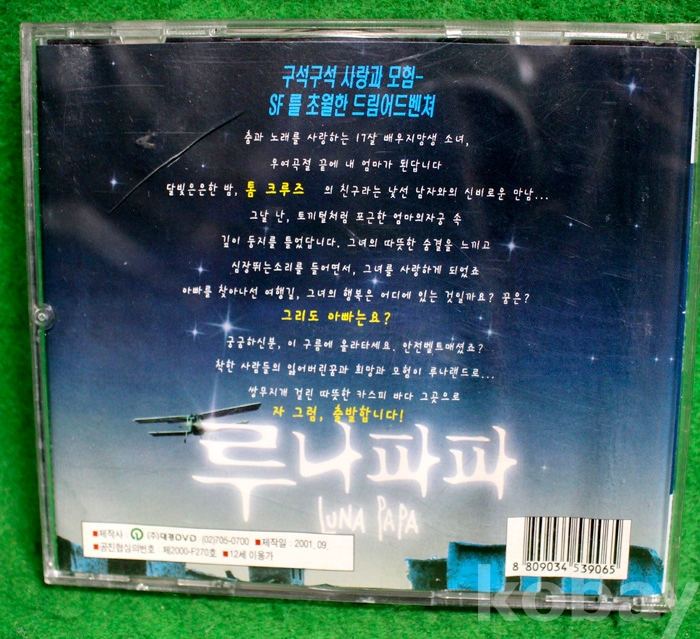 구석구석 사랑과 모험-
SF 를 초월한 드림어드벤쳐
춤과 노래를 사랑하는 17살 배우지망생 소녀,
우여곡절 끝에 내 엄마가 된답니다
달빛은은한 밤, 톰 크루즈 의 친구라는 낯선 남자와의 신비로운 만남...
그날 난, 토끼털처럼 포근한 엄마의자궁 속
깊이 둥지를 틀었답니다. 그녀의 따뜻한 숨결을 느끼고
심장뛰는소리를 들어면서, 그녀를 사랑하게 되었죠
아빠를 찾아나선 여행길, 그녀의 행복은 어디에 있는 것일까요? 꿈은?
그리도 아빠는요?
궁금하신분, 이 구름에 올라타세요. 안전벨트매셨죠?
착한 사람들의 잃어버린꿈과 희망과 모험이 루나랜드로...
쌍무지개 걸린 따뜻한 카스피 바다 그곳으로
자 그럼, 출발합니다!
루나파파
LUNA PAPA
■제작사 (주)대경DVD (02)705-0700 ■제작일 : 2001. 09.
■공진협심의번호 : 제2000-F270호 ■12세 이용가
8 809034 539065
kobay